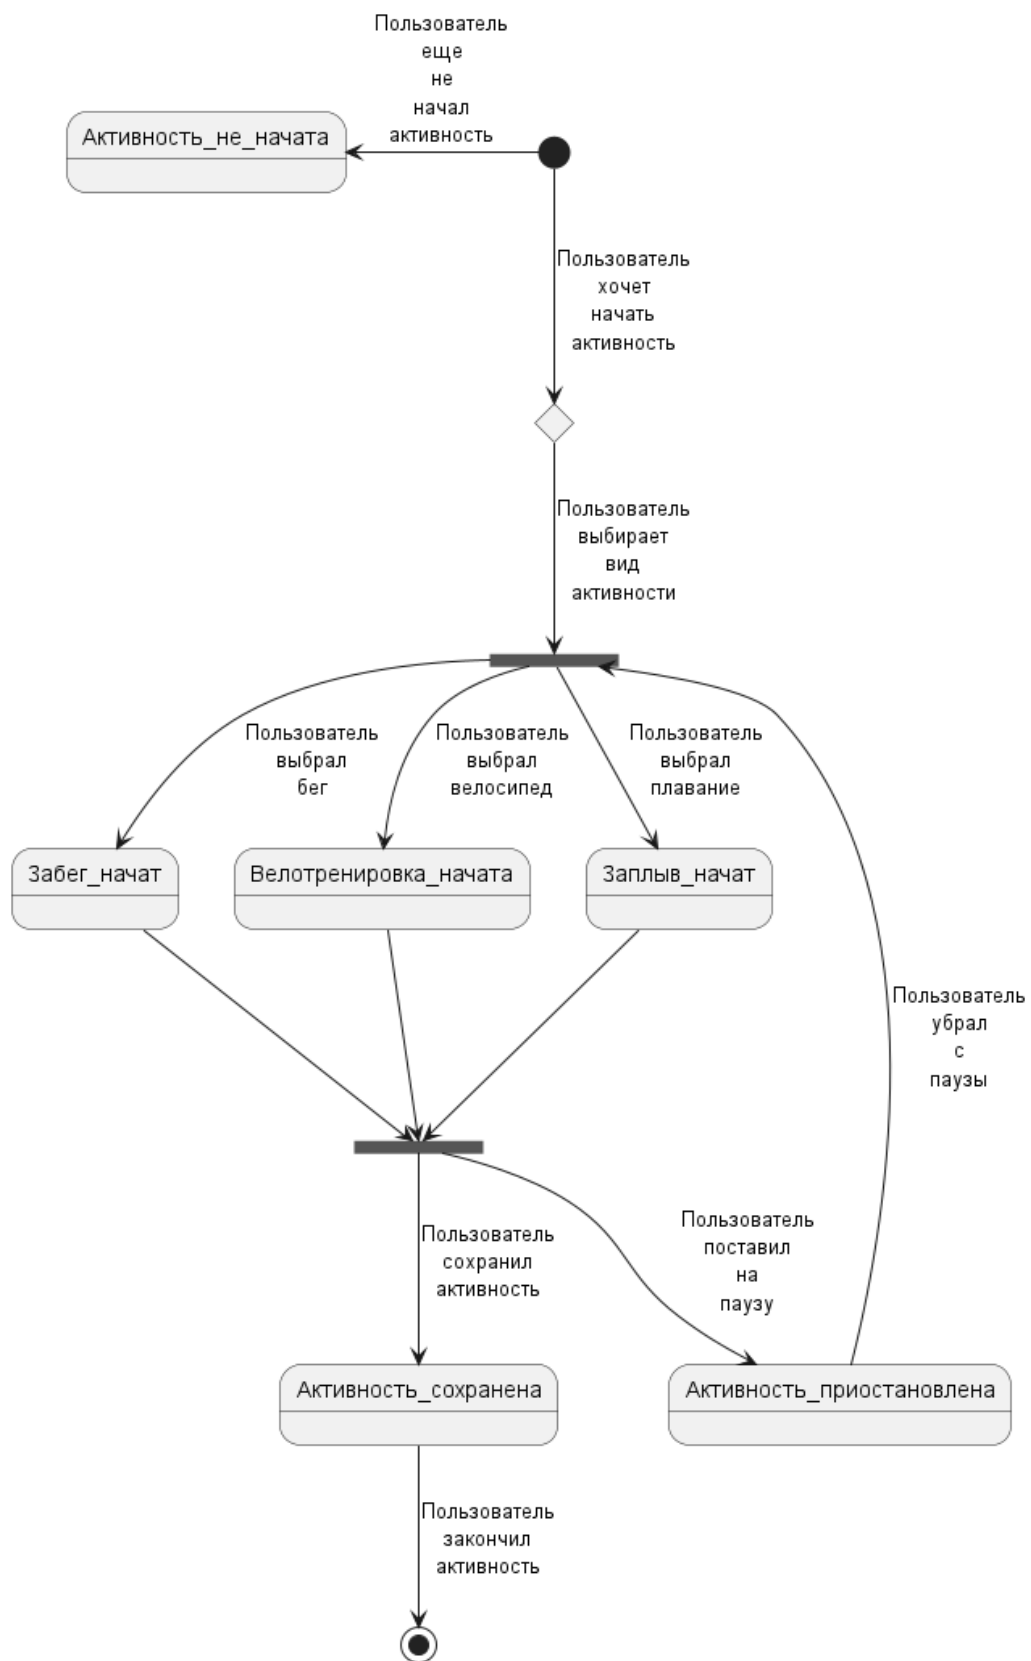 Пользователь
еще
не
начал
активность
Активность_не_начата
Пользователь
хочет
начать
активность
Пользователь
выбирает
вид
активности
Пользователь
выбрал
бег
Пользователь
выбрал
велосипед
Пользователь
выбрал
плавание
Забег_начат
Велотренировка_начата
Заплыв_начат
Пользователь
убрал
с
паузы
Пользователь
сохранил
активность
Пользователь
поставил
на
паузу
Активность_сохранена
Активность_приостановлена
Пользователь
закончил
активность